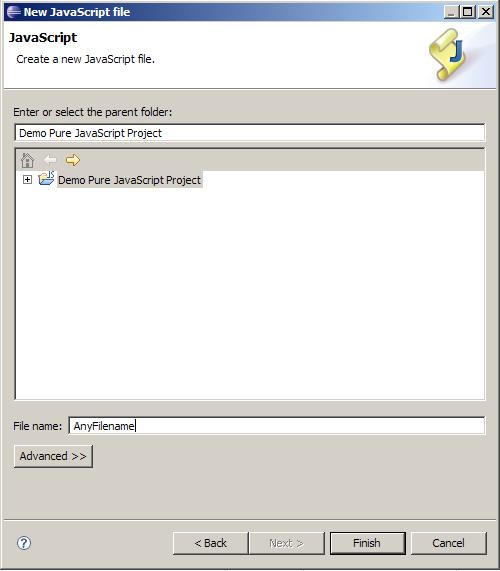 New JavaScript file
JavaScript
Create a new JavaScript file.
Enter or select the parent folder:
Demo Pure JavaScript Project
Demo Pure JavaScript Project
File name: AnyFilename
Advanced >>
< Back Next > Finish Cancel